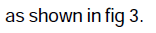 as shown in fig 3.